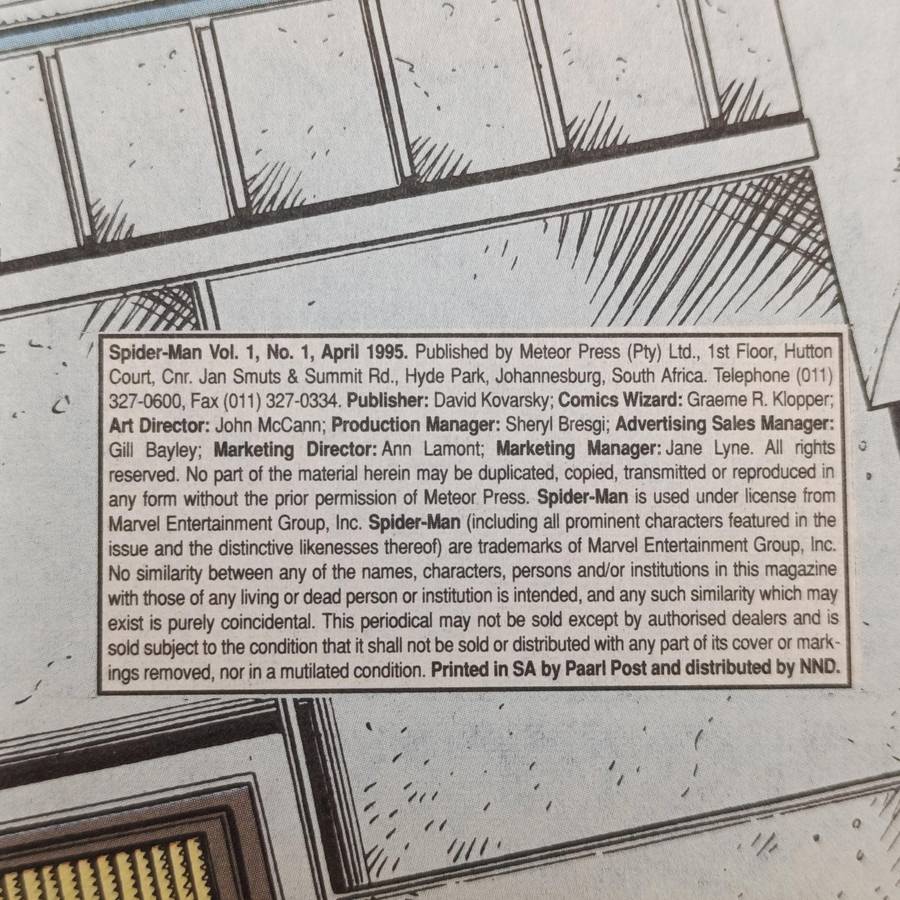 Spider-Man Vol. 1, No. 1, April 1995. Published by Meteor Press (Pty) Ltd., 1st Floor, Hutton
Court, Cnr. Jan Smuts & Summit Rd., Hyde Park, Johannesburg, South Africa. Telephone (011)
327-0600, Fax (011) 327-0334. Publisher: David Kovarsky; Comics Wizard: Graeme R. Klopper;
Art Director: John McCann; Production Manager: Sheryl Bresgi; Advertising Sales Manager:
Gill Bayley; Marketing Director: Ann Lamont; Marketing Manager: Jane Lyne. All rights
reserved. No part of the material herein may be duplicated, copied, transmitted or reproduced in
any form without the prior permission of Meteor Press. Spider-Man is used under license from
Marvel Entertainment Group, Inc. Spider-Man (including all prominent characters featured in the
issue and the distinctive likenesses thereof) are trademarks of Marvel Entertainment Group, Inc.
No similarity between any of the names, characters, persons and/or institutions in this magazine
with those of any living or dead person or institution is intended, and any such similarity which may
exist is purely coincidental. This periodical may not be sold except by authorised dealers and is
sold subject to the condition that it shall not be sold or distributed with any part of its cover or mark-
ings removed, nor in a mutilated condition. Printed in SA by Paarl Post and distributed by NND.